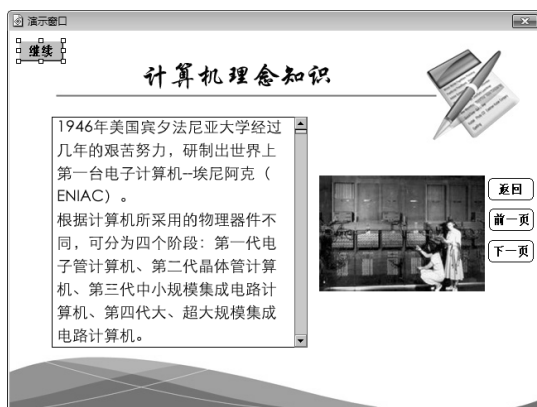 演示窗口
继续
计算机理念知识
1946年美国宾夕法尼亚大学经过
几年的艰苦努力，研制出世界上
第一台电子计算机--埃尼阿克（
ENIAC）。
根据计算机所采用的物理器件不
同，可分为四个阶段：第一代电
子管计算机、第二代晶体管计算
机、第三代中小规模集成电路计
算机、第四代大、超大规模集成
电路计算机。
返回
前一页
下一页